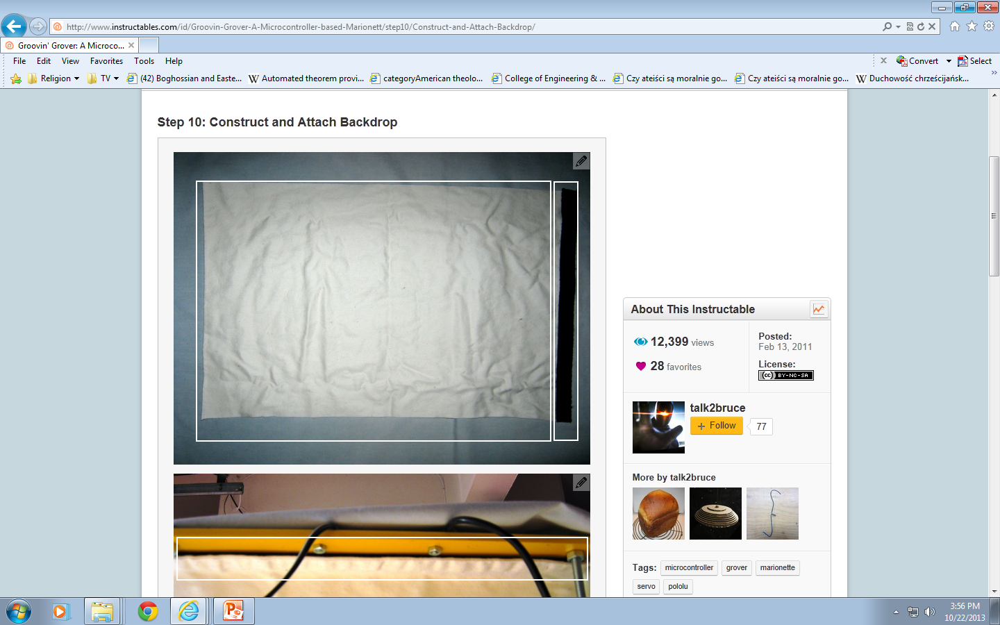 http://www.instructables.com/id/Groovin-Grover-A-Microcontroller-based-Marionett/step10/Construct-and-Attach-Backdrop/
Groovin' Grover: A Microco...
File Edit View Favorites Tools Help
Convert Select
Religion TV (42) Boghossian and Easte... Automated theorem provi... categoryAmerican theolo... College of Engineering & ... Czy ateiści są moralnie go... Czy ateiści są moralnie go... Duchowość chrześcijańsk...
Step 10: Construct and Attach Backdrop
About This Instructable
12,399 views
28 favorites
Posted:
Feb 13, 2011
License:
(cc) BY-NC-SA
talk2bruce
+ Follow 77
More by talk2bruce
Tags: microcontroller grover marionette
servo pololu
3:56 PM
10/22/2013